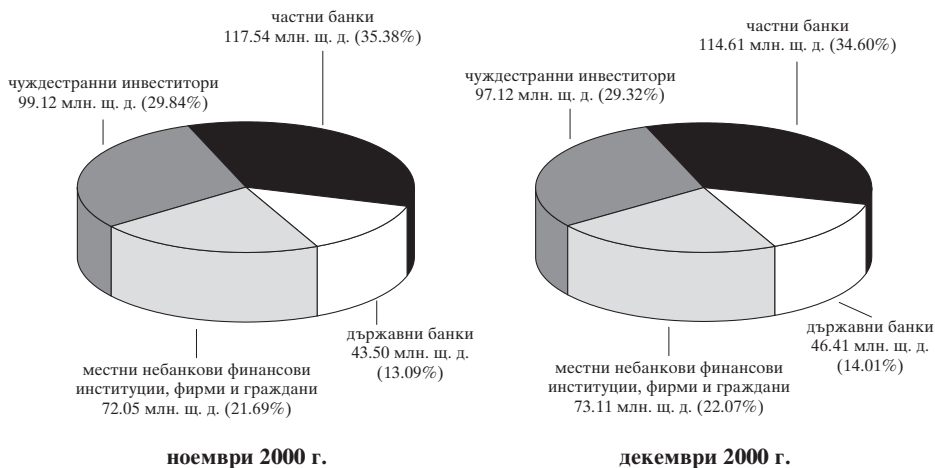 частни банки
117.54 млн. щ. д. (35.38%)
чуждестранни инвеститори
99.12 млн. щ. д. (29.84%)
държавни банки
43.50 млн. щ. д.
(13.09%)
местни небанкови финансови
институции, фирми и граждани
72.05 млн. щ. д. (21.69%)
ноември 2000 г.
частни банки
114.61 млн. щ. д. (34.60%)
чуждестранни инвеститори
97.12 млн. щ. д. (29.32%)
държавни банки
46.41 млн. щ. д.
(14.01%)
местни небанкови финансови
институции, фирми и граждани
73.11 млн. щ. д. (22.07%)
декември 2000 г.